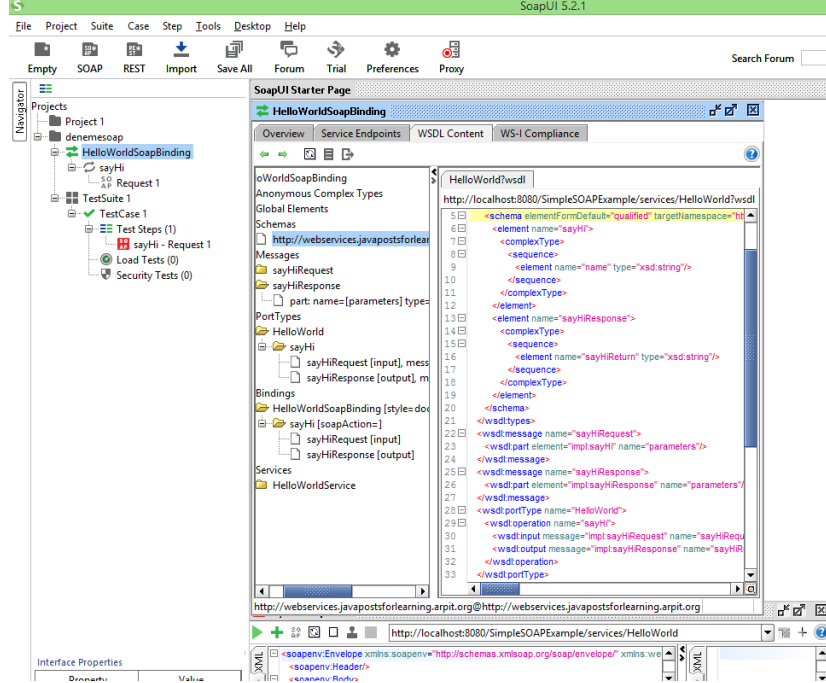 SoapUI 5.2.1
File Project Suite Case Step Tools Desktop Help
Empty SOAP REST Import Save All Forum Trial Preferences Proxy
Search Forum
Navigator
Projects
Project 1
denemesoap
HelloWorldSoapBinding
sayHi
Request 1
TestSuite 1
TestCase 1
Test Steps (1)
sayHi - Request 1
Load Tests (0)
Security Tests (0)
Interface Properties
Property Value
SoapUI Starter Page
HelloWorldSoapBinding
Overview Service Endpoints WSDL Content WS-I Compliance
oWorldSoapBinding
Anonymous Complex Types
Global Elements
Schemas
http://webservices.javapostsforlear
Messages
sayHiRequest
sayHiResponse
part: name=[parameters] type=
PortTypes
HelloWorld
sayHi
sayHiRequest [input], mess
sayHiResponse [output], m
Bindings
HelloWorldSoapBinding [style=doc
sayHi [soapAction=]
sayHiRequest [input]
sayHiResponse [output]
Services
HelloWorldService
HelloWorld?wsdl
http://localhost:8080/SimpleSOAPExample/services/HelloWorld?wsdl
5 <schema elementFormDefault="qualified" targetNamespace="ht
6 <element name="sayHi">
7 <complexType>
8 <sequence>
9 <element name="name" type="xsd:string"/>
10 </sequence>
11 </complexType>
12 </element>
13 <element name="sayHiResponse">
14 <complexType>
15 <sequence>
16 <element name="sayHiReturn" type="xsd:string"/>
17 </sequence>
18 </complexType>
19 </element>
20 </schema>
21 </wsdl:types>
22 <wsdl:message name="sayHiRequest">
23 <wsdl:part element="impl:sayHi" name="parameters"/>
24 </wsdl:message>
25 <wsdl:message name="sayHiResponse">
26 <wsdl:part element="impl:sayHiResponse" name="parameters"/
27 </wsdl:message>
28 <wsdl:portType name="HelloWorld">
29 <wsdl:operation name="sayHi">
30 <wsdl:input message="impl:sayHiRequest" name="sayHiRequ
31 <wsdl:output message="impl:sayHiResponse" name="sayHiR
32 </wsdl:operation>
33 </wsdl:portType>
http://webservices.javapostsforlearning.arpit.org@http://webservices.javapostsforlearning.arpit.org
http://localhost:8080/SimpleSOAPExample/services/HelloWorld
XML
<soapenv:Envelope xmlns:soapenv="http://schemas.xmlsoap.org/soap/envelope/" xmlns:we
<soapenv:Header/>
<soapenv:Body>
XML